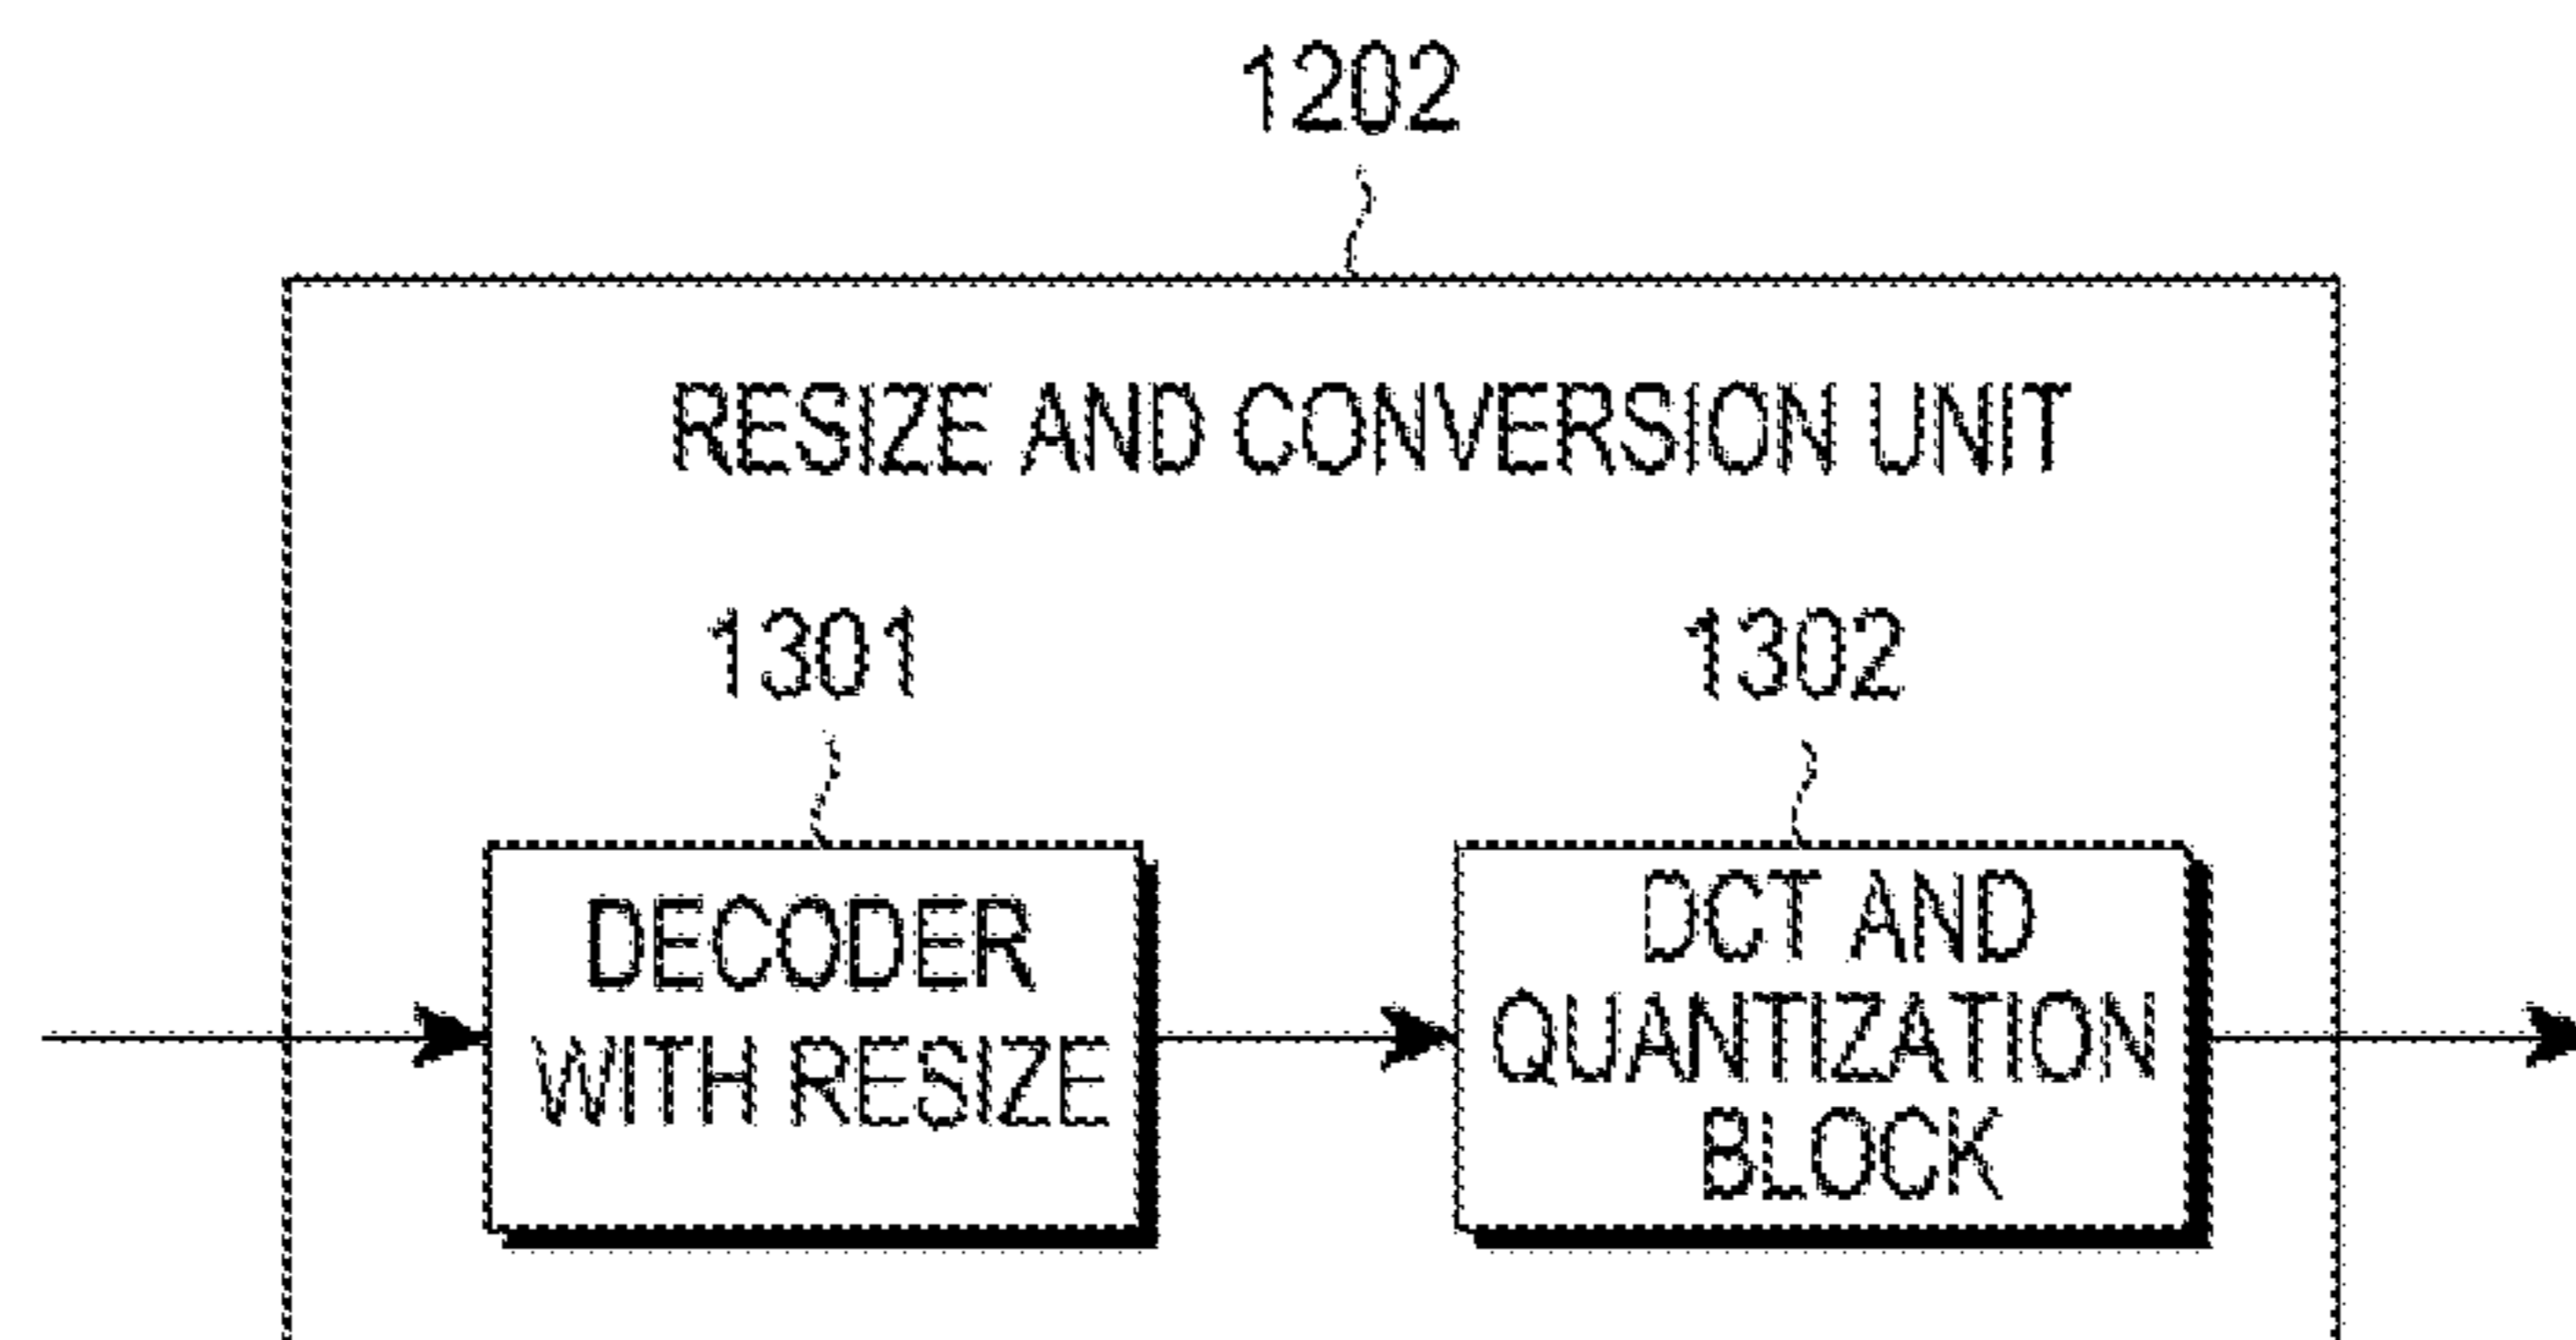 1202
RESIZE AND CONVERSION UNIT
1301
1302
DECODER
WITH RESIZE
DCT AND
QUANTIZATION
BLOCK